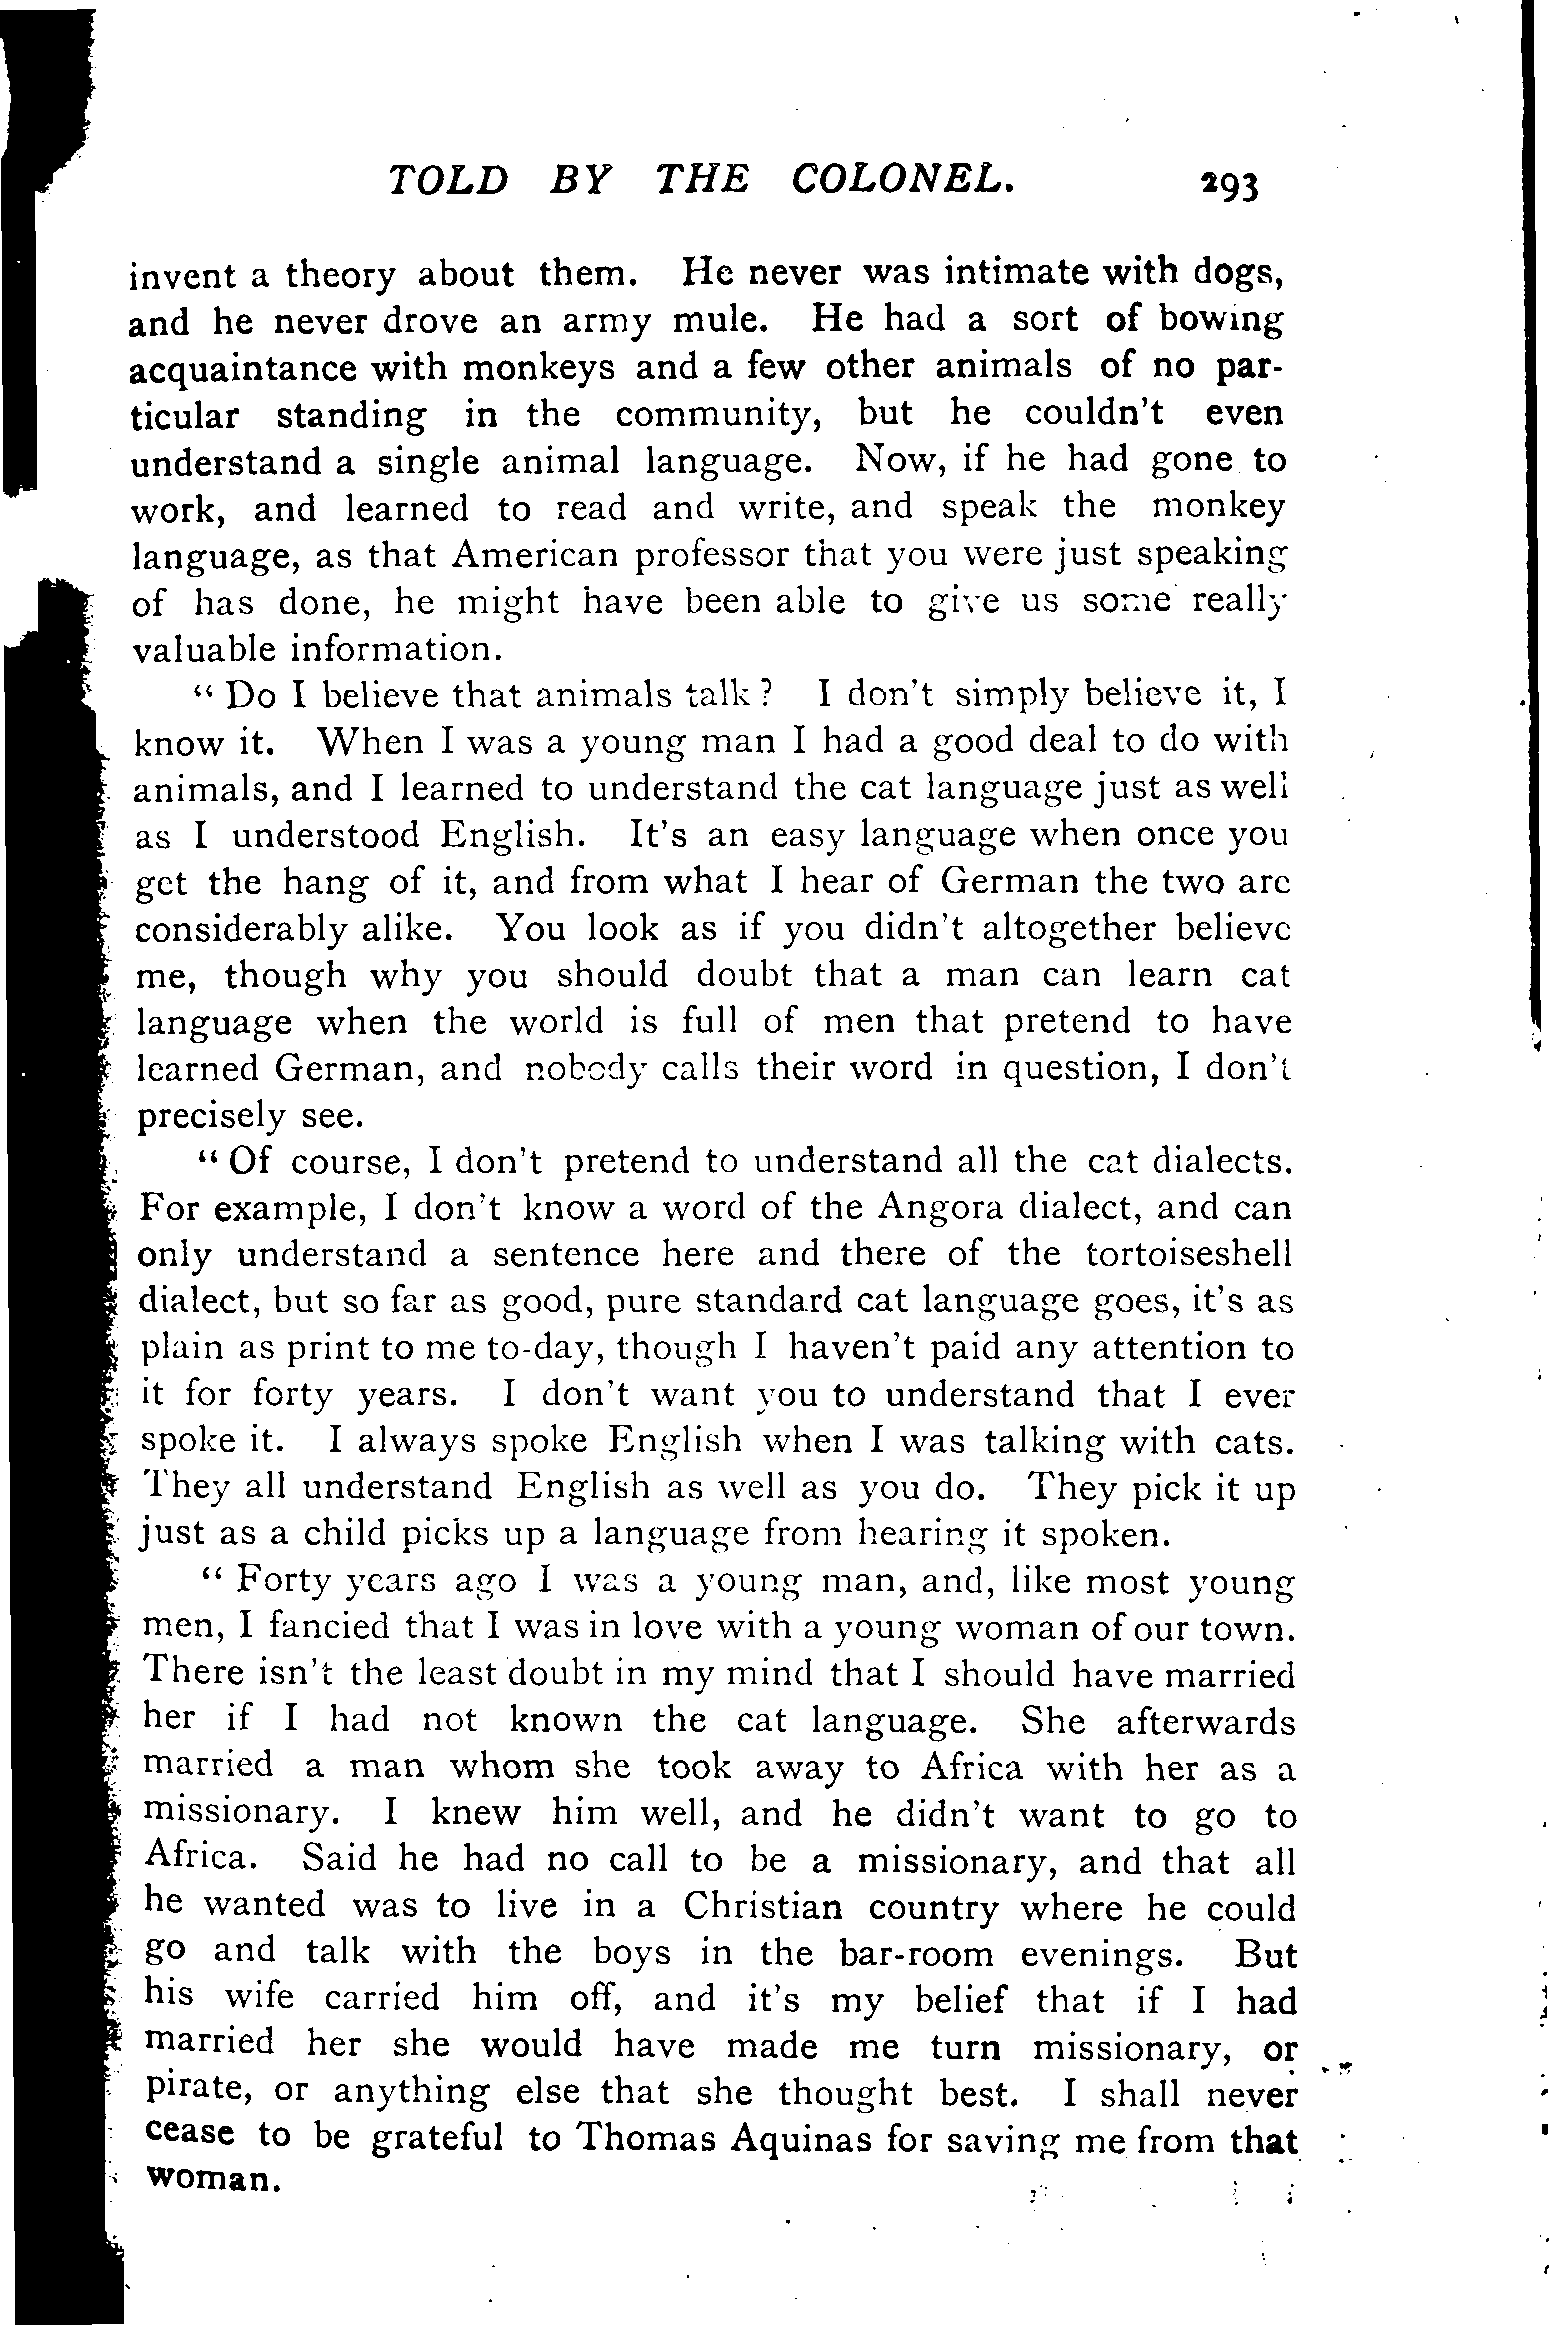 TOLD BY THE COLONEL. 293
invent a theory about them. He never was intimate with dogs,
and he never drove an army mule. He had a sort of bowing
acquaintance with monkeys and a few other animals of no par-
ticular standing in the community, but he couldn't even
understand a single animal language. Now, if he had gone to
work, and learned to read and write, and speak the monkey
language, as that American professor that you were just speaking
of has done, he might have been able to give us some really
valuable information.
“ Do I believe that animals talk ? I don't simply believe it, I
know it. When I was a young man I had a good deal to do with
animals, and I learned to understand the cat language just as well
as I understood English. It's an easy language when once you
get the hang of it, and from what I hear of German the two are
considerably alike. You look as if you didn't altogether believe
me, though why you should doubt that a man can learn cat
language when the world is full of men that pretend to have
learned German, and nobody calls their word in question, I don't
precisely see.
“ Of course, I don't pretend to understand all the cat dialects.
For example, I don't know a word of the Angora dialect, and can
only understand a sentence here and there of the tortoiseshell
dialect, but so far as good, pure standard cat language goes, it's as
plain as print to me to-day, though I haven't paid any attention to
it for forty years. I don't want you to understand that I ever
spoke it. I always spoke English when I was talking with cats.
They all understand English as well as you do. They pick it up
just as a child picks up a language from hearing it spoken.
“ Forty years ago I was a young man, and, like most young
men, I fancied that I was in love with a young woman of our town.
There isn't the least doubt in my mind that I should have married
her if I had not known the cat language. She afterwards
married a man whom she took away to Africa with her as a
missionary. I knew him well, and he didn't want to go to
Africa. Said he had no call to be a missionary, and that all
he wanted was to live in a Christian country where he could
go and talk with the boys in the bar-room evenings. But
his wife carried him off, and it's my belief that if I had
married her she would have made me turn missionary, or
pirate, or anything else that she thought best. I shall never
cease to be grateful to Thomas Aquinas for saving me from that
woman.